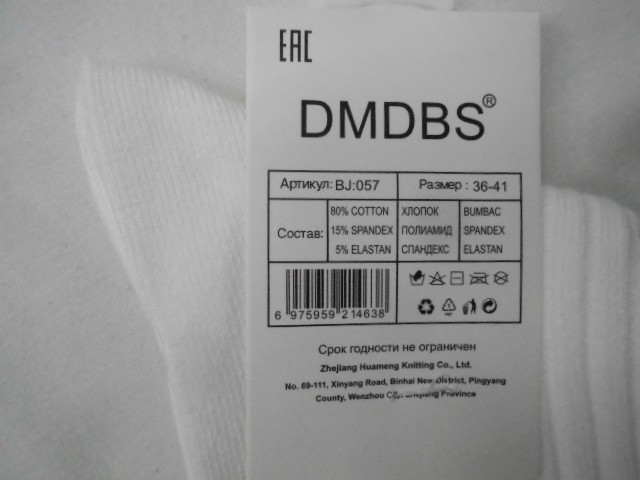 EAC
DMDBS®
Артикул: BJ:057 Размер : 36-41
Состав:
80% COTTON ХЛОПОК BUMBAC
15% SPANDEX ПОЛИАМИД SPANDEX
5% ELASTAN СПАНДЕКС ELASTAN
6 975959 214638
Срок годности не ограничен
Zhejiang Huameng Knitting Co., Ltd.
No. 69-111, Xinyang Road, Binhai New District, Pingyang
County, Wenzhou Province